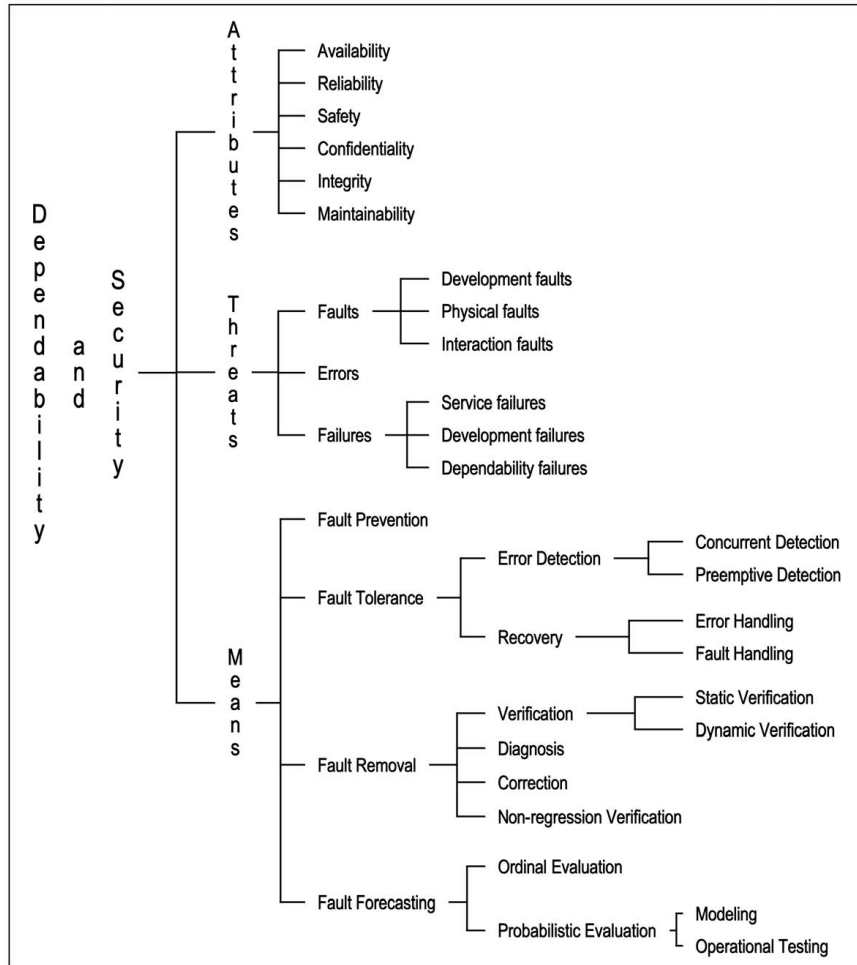 Dependability
and
Security
Attributes
Availability
Reliability
Safety
Confidentiality
Integrity
Maintainability
Threats
Faults
Development faults
Physical faults
Interaction faults
Errors
Failures
Service failures
Development failures
Dependability failures
Means
Fault Prevention
Fault Tolerance
Error Detection
Concurrent Detection
Preemptive Detection
Recovery
Error Handling
Fault Handling
Fault Removal
Verification
Static Verification
Dynamic Verification
Diagnosis
Correction
Non-regression Verification
Fault Forecasting
Ordinal Evaluation
Probabilistic Evaluation
Modeling
Operational Testing